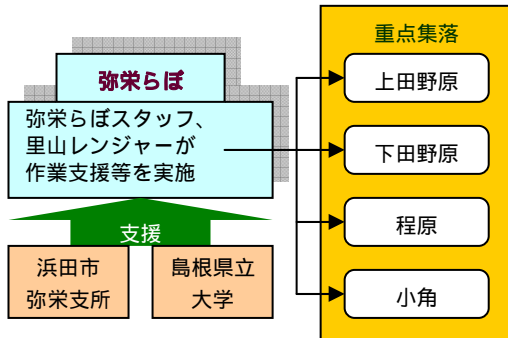 弥栄らぼ
弥栄らぼスタッフ、
里山レンジャーが
作業支援等を実施
支援
浜田市
弥栄支所
島根県立
大学
重点集落
上田野原
下田野原
程原
小角